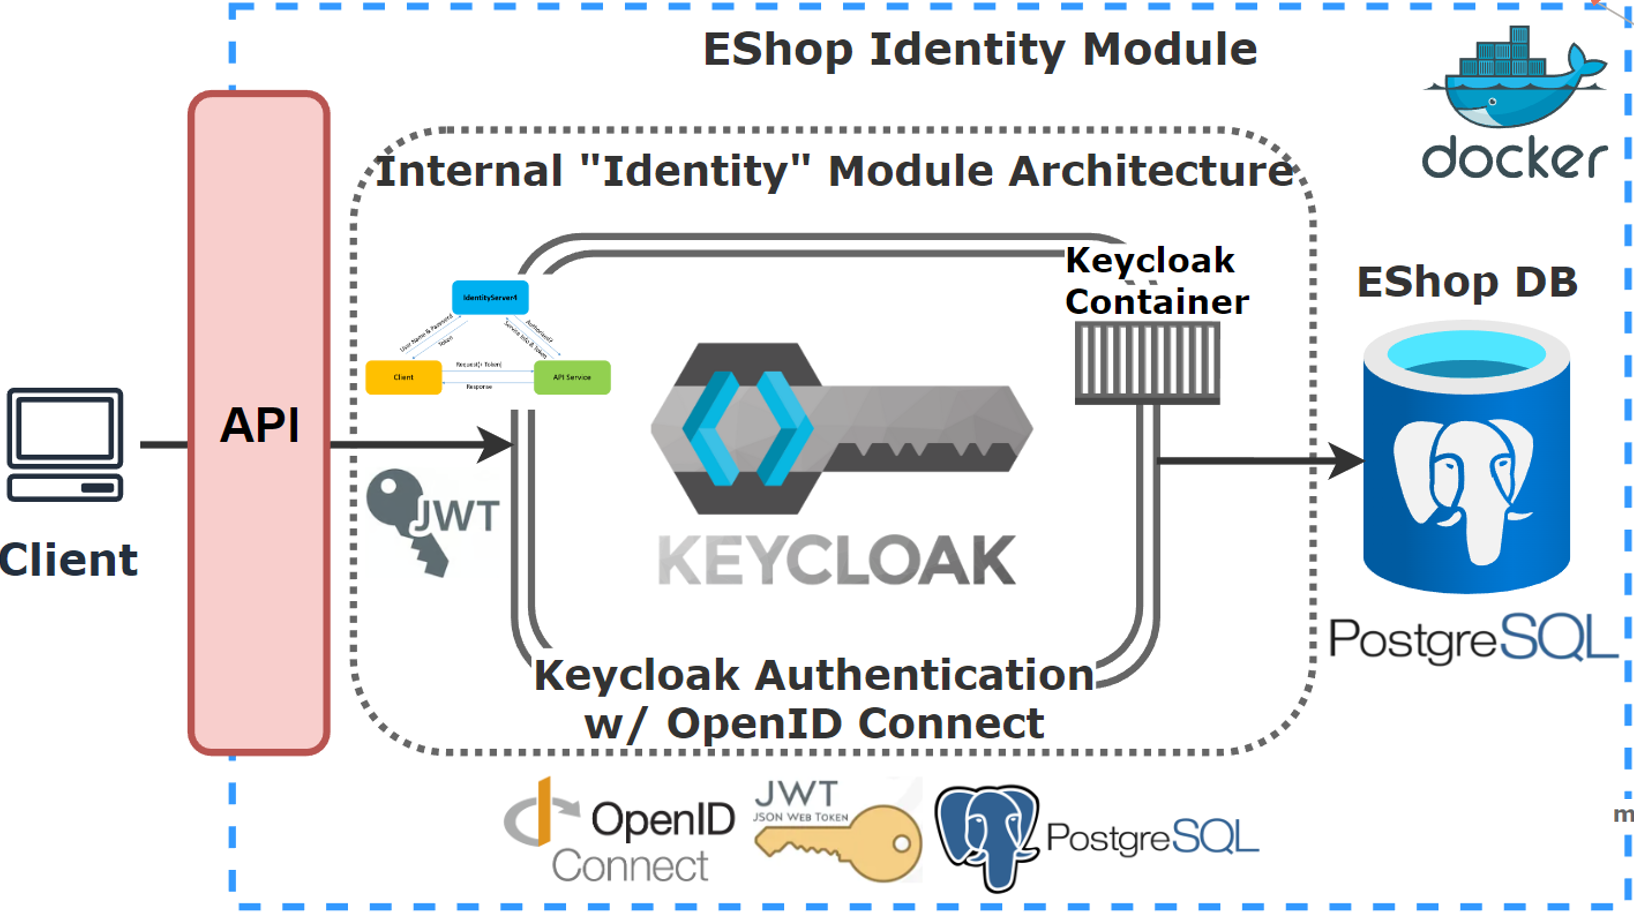 EShop Identity Module
docker
Internal "Identity" Module Architecture
Keycloak
Container
EShop DB
IdentityServer4
User Name & Password
Token
Authorized?
Service Info & Token
Client
Request(+ Token)
Response
API Service
API
Client
JWT
KEYCLOAK
PostgreSQL
Keycloak Authentication
w/ OpenID Connect
OpenID
Connect
JWT
JSON WEB TOKEN
PostgreSQL
m